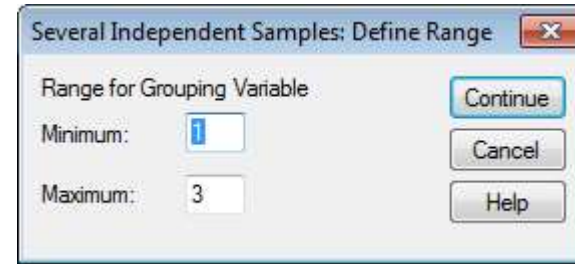 Several Independent Samples: Define Range
Range for Grouping Variable
Minimum: 1
Maximum: 3
Continue
Cancel
Help